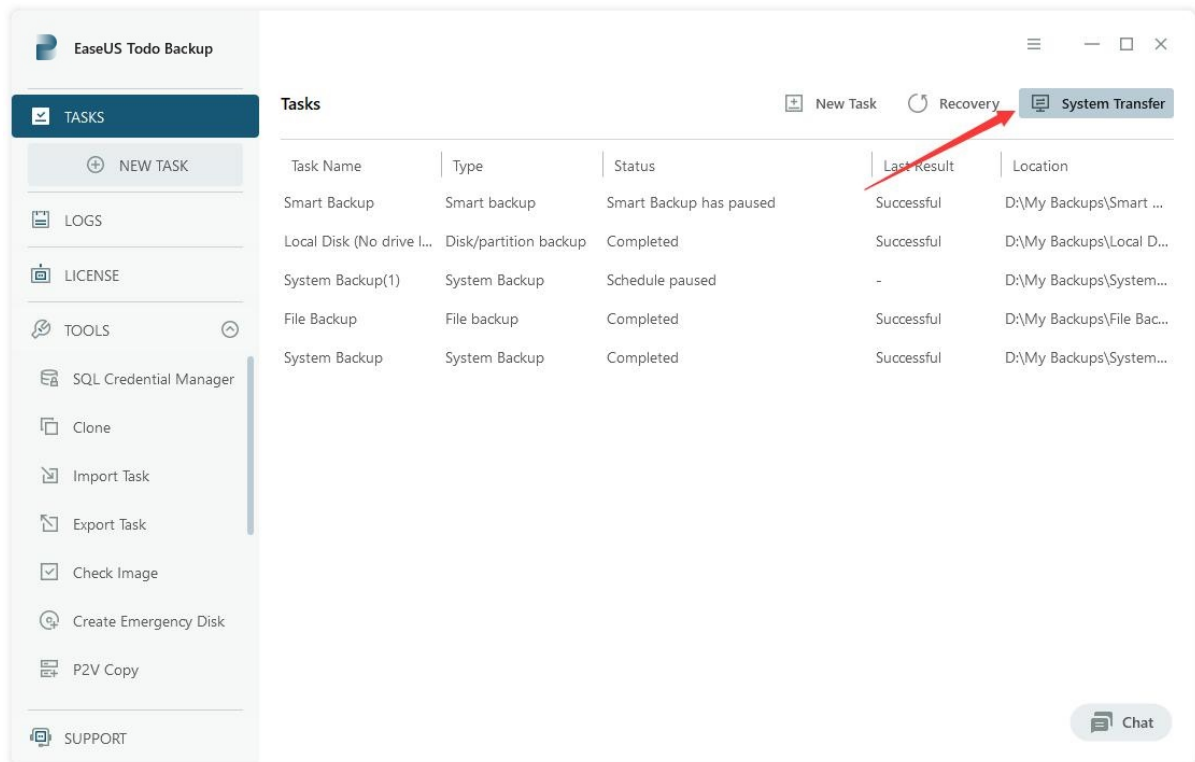 EaseUS Todo Backup
TASKS
NEW TASK
LOGS
LICENSE
TOOLS
SQL Credential Manager
Clone
Import Task
Export Task
Check Image
Create Emergency Disk
P2V Copy
SUPPORT
Tasks New Task Recovery System Transfer
Task Name Type Status Last Result Location
Smart Backup Smart backup Smart Backup has paused Successful D:\My Backups\Smart ...
Local Disk (No drive l... Disk/partition backup Completed Successful D:\My Backups\Local D...
System Backup(1) System Backup Schedule paused - D:\My Backups\System...
File Backup File backup Completed Successful D:\My Backups\File Bac...
System Backup System Backup Completed Successful D:\My Backups\System...
Chat